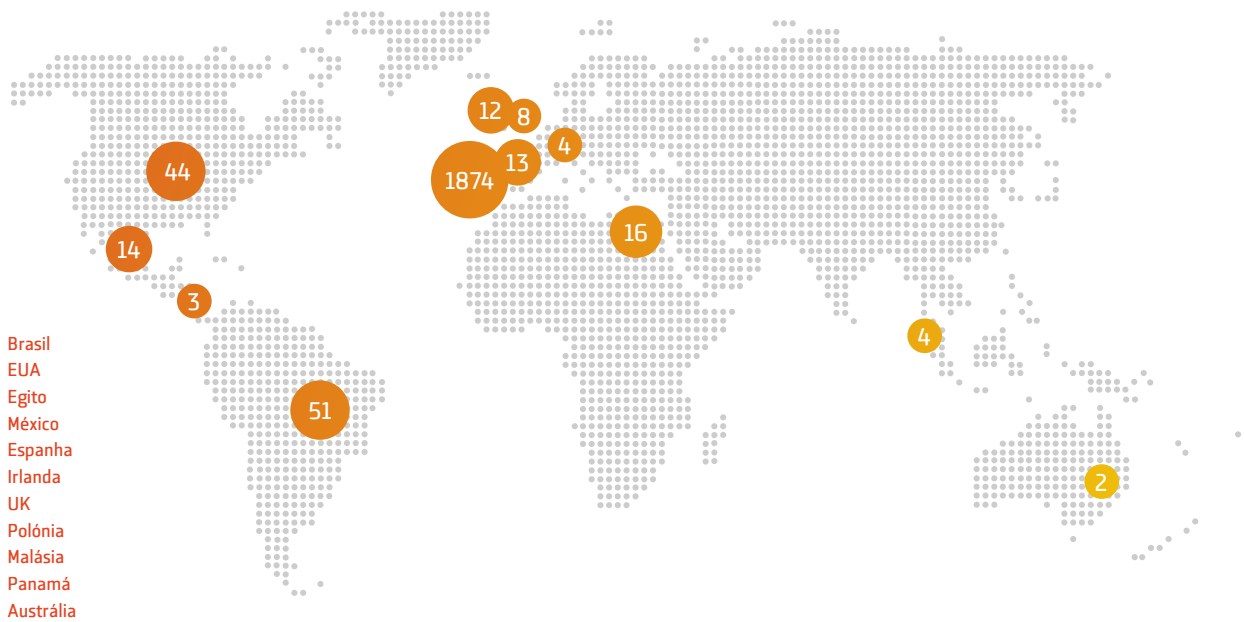 12
8
4
13
44
1874
16
14
3
4
51
2
Brasil
EUA
Egito
México
Espanha
Irlanda
UK
Polónia
Malásia
Panamá
Austrália